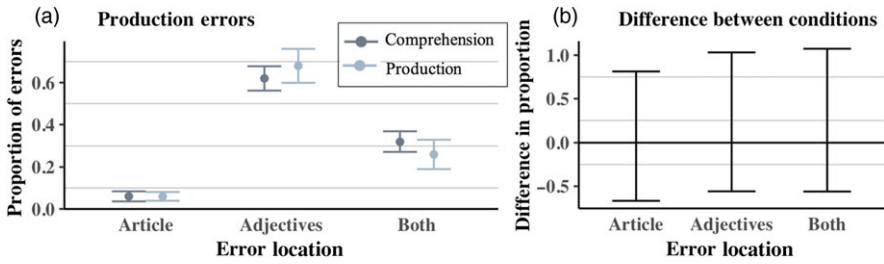 (a) Production errors
Comprehension
Production
Proportion of errors
0.6
0.4
0.2
0.0
Article Adjectives Both
Error location
(b) Difference between conditions
Difference in proportion
1.0
0.5
0.0
−0.5
Article Adjectives Both
Error location